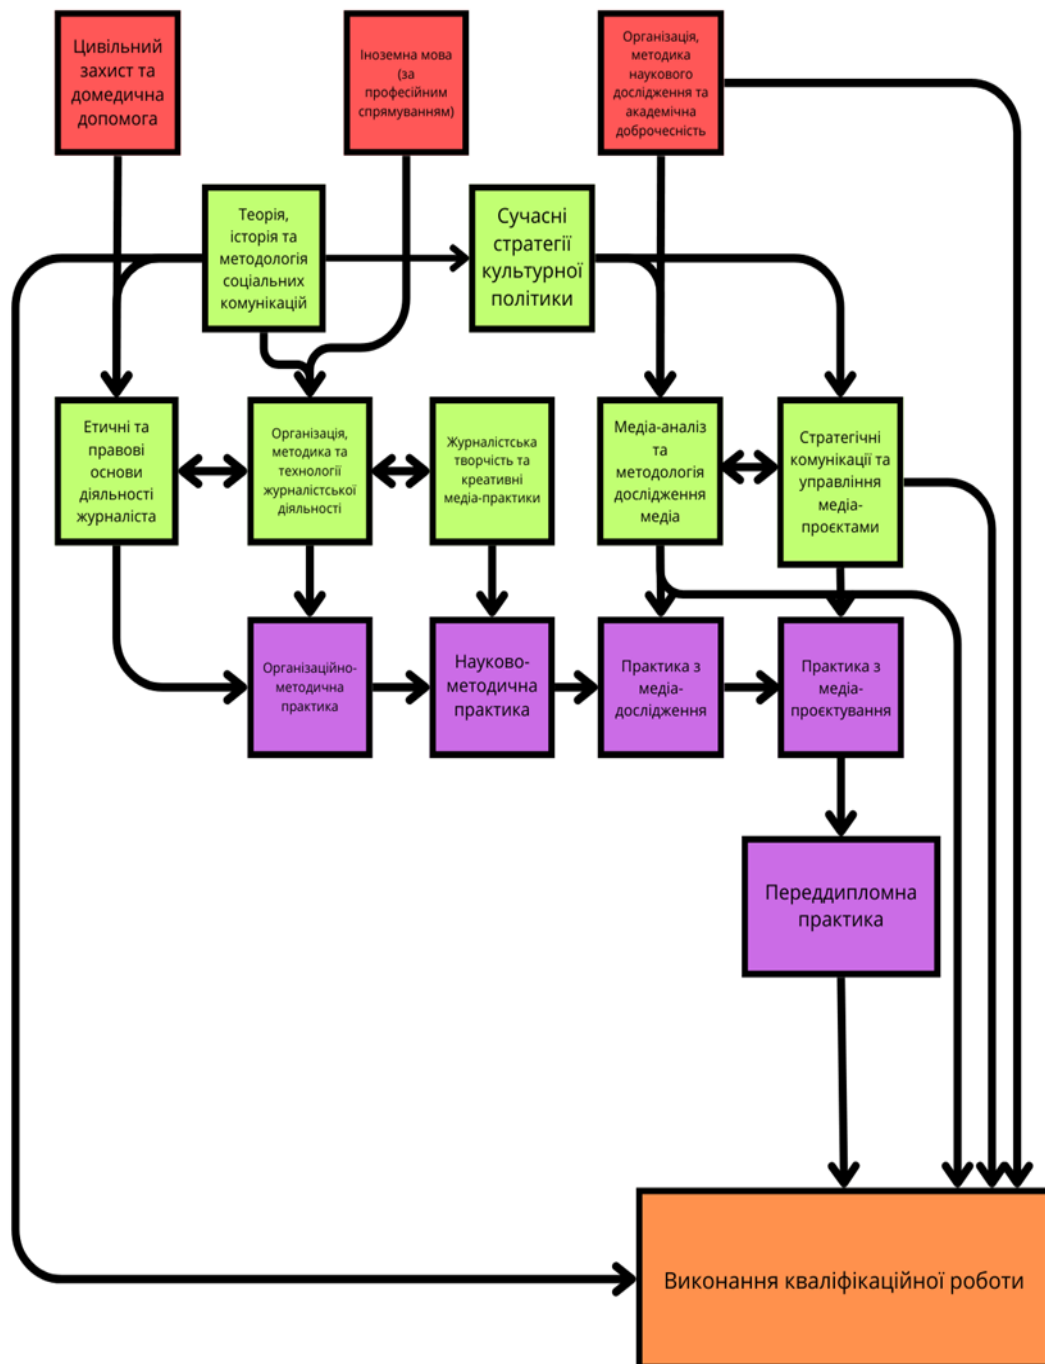 Цивільний
захист та
домедична
допомога
Іноземна мова
(за
професійним
спрямуванням)
Організація,
методика
наукового
дослідження та
академічна
доброчесність
Теорія,
історія та
методологія
соціальних
комунікацій
Сучасні
стратегії
культурної
політики
Етичні та
правові
основи
діяльності
журналіста
Організація,
методика та
технології
журналістської
діяльності
Журналістська
творчість та
креативні
медіа-практики
Медіа-аналіз
та
методологія
дослідження
медіа
Стратегічні
комунікації та
управління
медіа-
проєктами
Організаційно-
методична
практика
Науково-
методична
практика
Практика з
медіа-
дослідження
Практика з
медіа-
проєктування
Переддипломна
практика
Виконання кваліфікаційної роботи